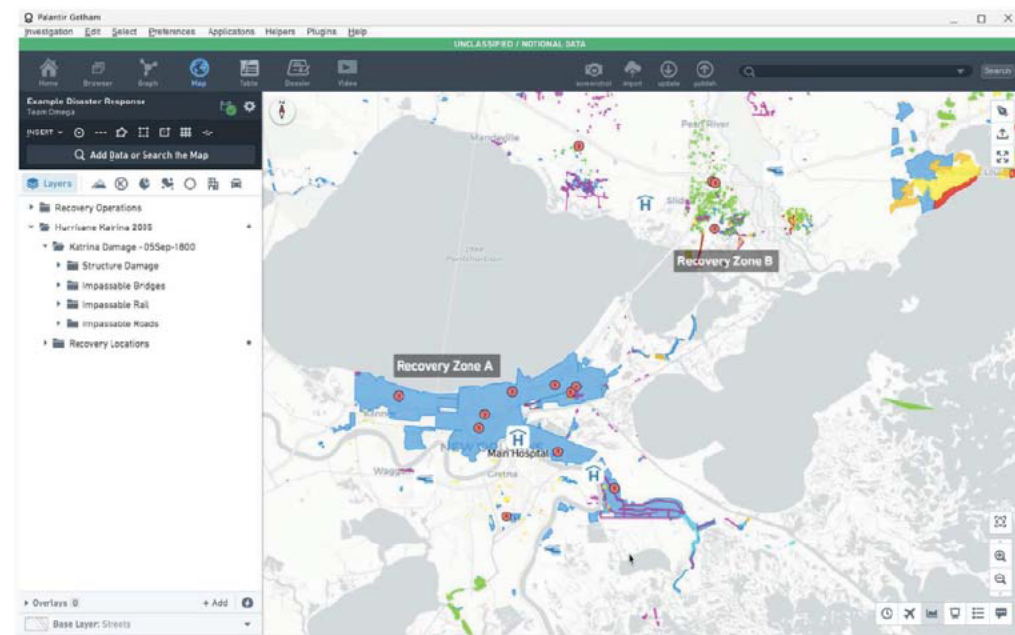 Palantir Gotham
Investigation Edit Select Preferences Applications Helpers Plugins Help
UNCLASSIFIED / NOTIONAL DATA
Home Browser Graph Map Table Dossier Video screenshot import update publish Search
Example Disaster Response
Team Omega
INSERT
Add Data or Search the Map
Layers
Recovery Operations
Hurricane Katrina 2005
Katrina Damage - 05Sep-1800
Structure Damage
Impassable Bridges
Impassable Rail
Impassable Roads
Recovery Locations
Overlays 0 + Add
Base Layer: Streets
N
Mandeville
Pearl River
H
Recovery Zone B
Lake
Pontchartrain
Recovery Zone A
Kenner
H
NEW
Main Hospital
H
Gretna